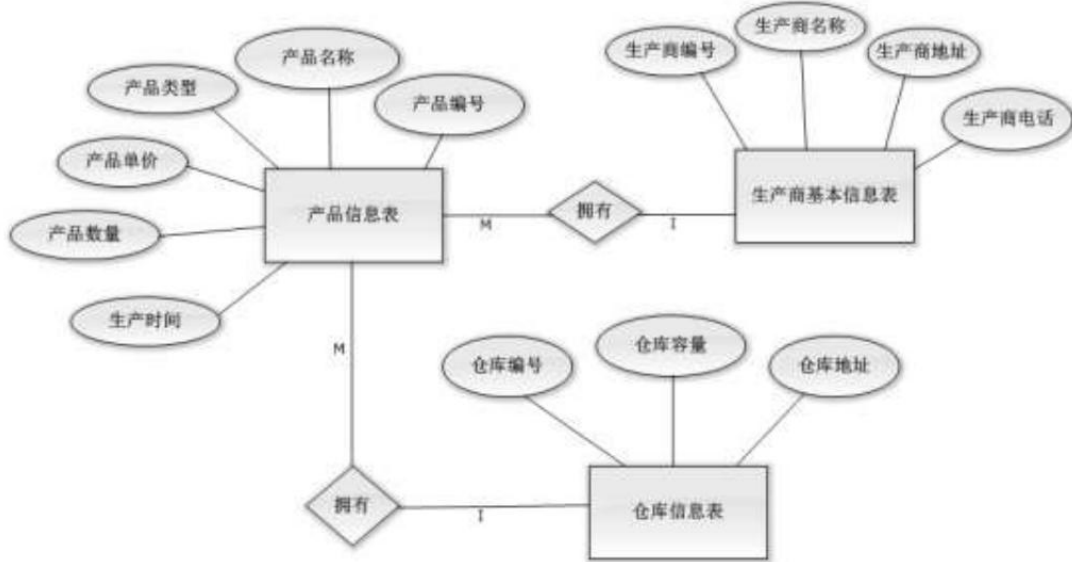 生产商名称
生产商编号
生产商地址
产品名称
产品类型
产品编号
生产商电话
产品单价
生产商基本信息表
产品信息表
拥有
M
I
产品数量
生产时间
M
仓库编号
仓库容量
仓库地址
拥有
I
仓库信息表